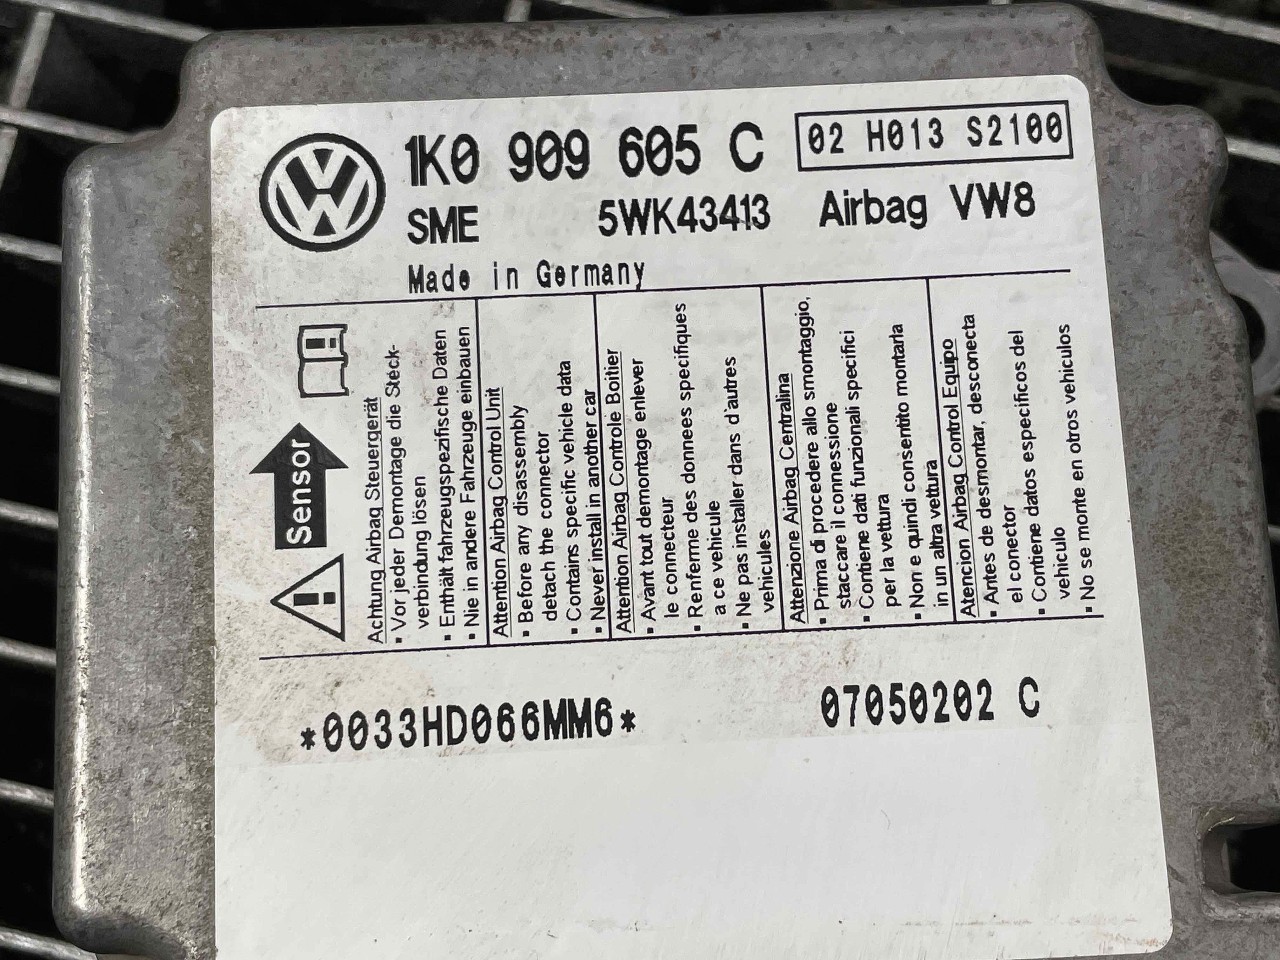 1K0 909 605 C 02 H013 S2100
SME 5WK43413 Airbag VW8
Made in Germany
Sensor
Achtung Airbag Steuergerät
▪ Vor jeder Demontage die Steck-
verbindung lösen
▪ Enthält fahrzeugspezifische Daten
▪ Nie in andere Fahrzeuge einbauen
Attention Airbag Control Unit
▪ Before any disassembly
detach the connector
▪ Contains specific vehicle data
▪ Never install in another car
Attention Airbag Controle Boitier
▪ Avant tout demontage enlever
le connecteur
▪ Renferme des donnees specifiques
a ce vehicule
▪ Ne pas installer dans d'autres
vehicules
Attenzione Airbag Centralina
▪ Prima di procedere allo smontaggio,
staccare il connessione
▪ Contiene dati funzionali specifici
per la vettura
▪ Non e quindi consentito montarla
in un altra vettura
Atencion Airbag Control Equipo
▪ Antes de desmontar, desconecta
el conector
▪ Contiene datos especificos del
vehiculo
▪ No se monte en otros vehiculos
*0033HD066MM6* 07050202 C